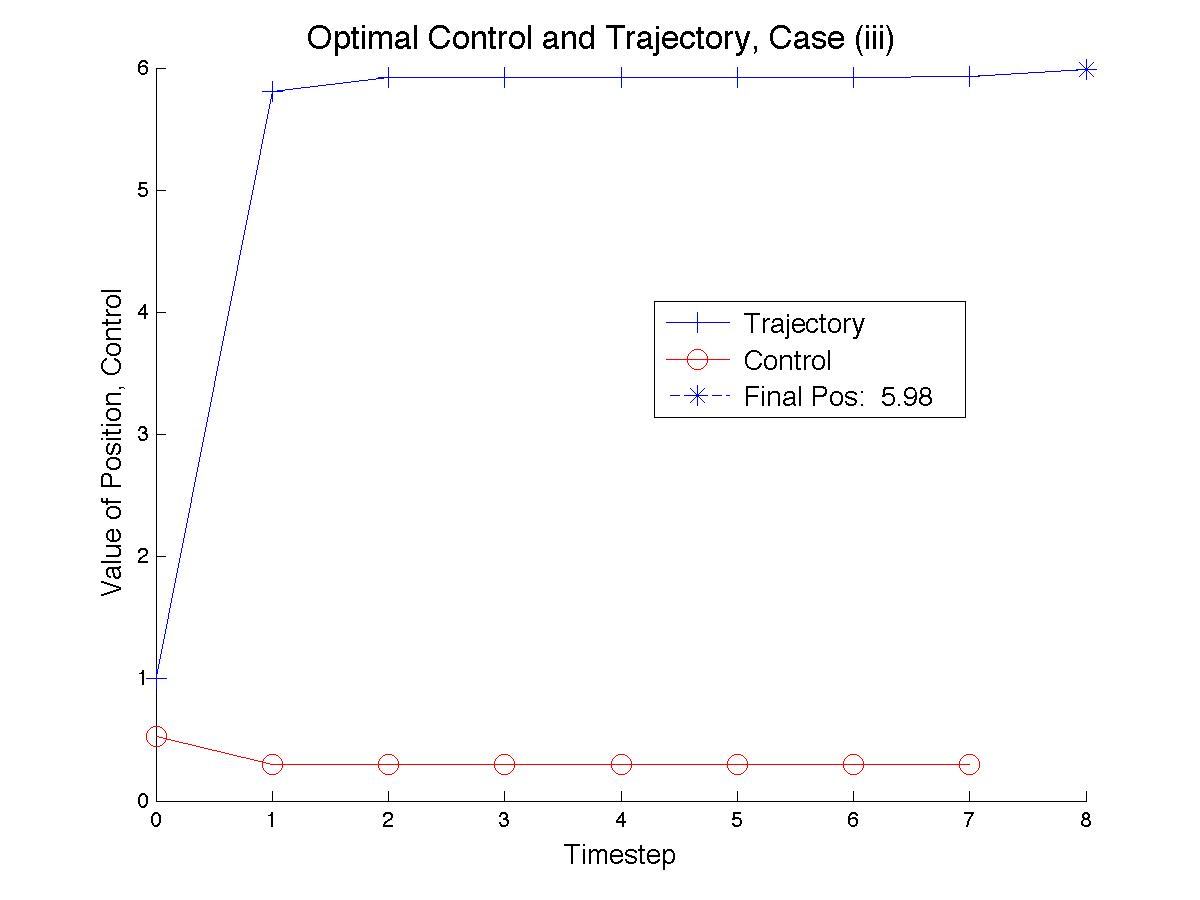 Optimal Control and Trajectory, Case (iii)
6
5
4
3
2
1
0
Value of Position, Control
Trajectory
Control
Final Pos:  5.98
0 1 2 3 4 5 6 7 8
Timestep